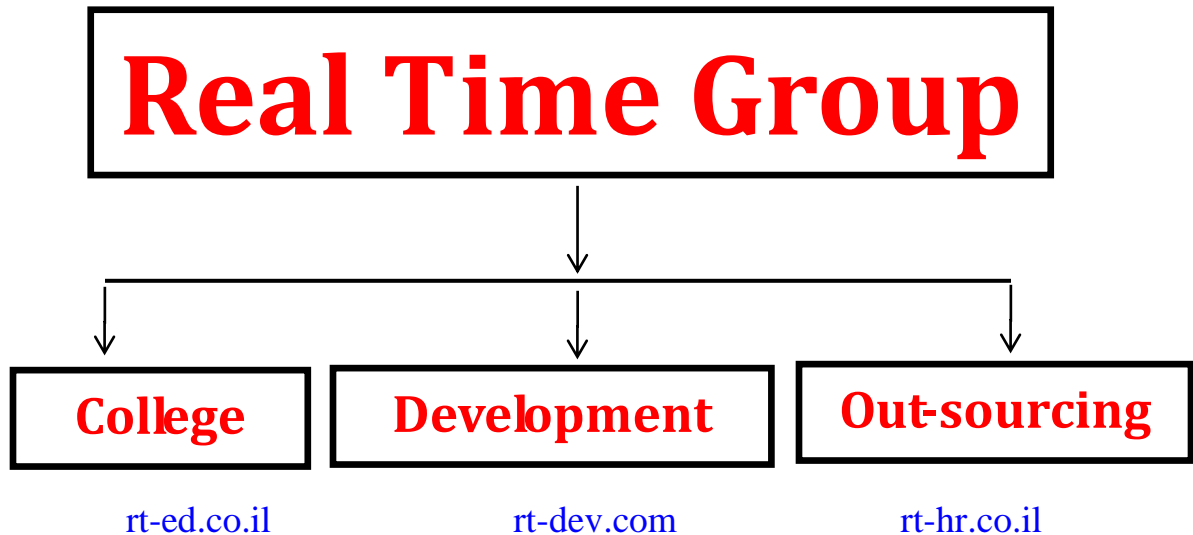 Real Time Group
College Development Out-sourcing
rt-ed.co.il rt-dev.com rt-hr.co.il